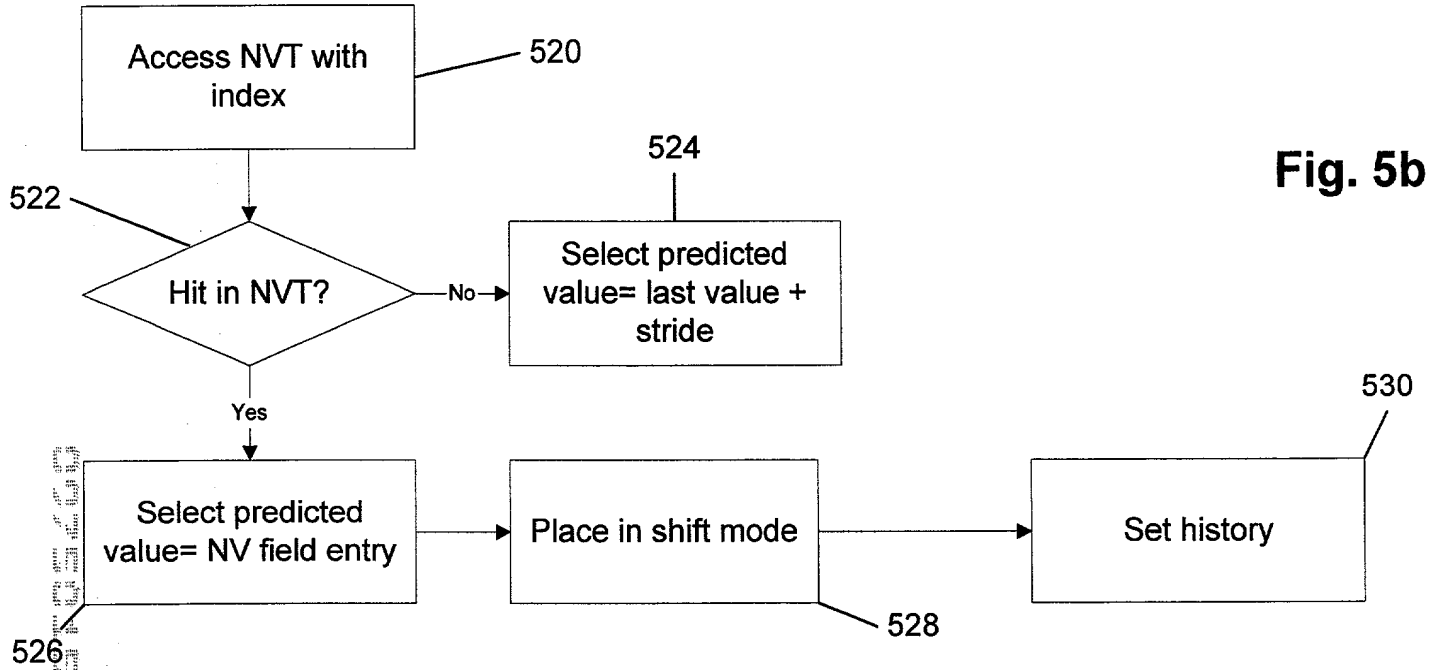 Access NVT with
index
520
524
Fig. 5b
522
Hit in NVT?
No
Select predicted
value= last value +
stride
Yes
530
Select predicted
value= NV field entry
Place in shift mode
Set history
526
528